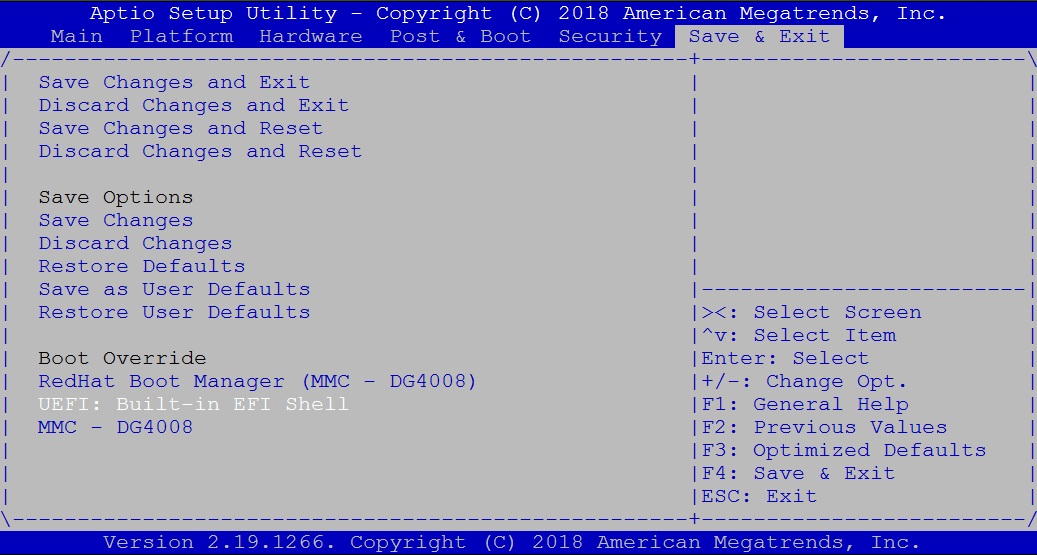 Aptio Setup Utility - Copyright (C) 2018 American Megatrends, Inc.
Main Platform Hardware Post & Boot Security Save & Exit
Save Changes and Exit
Discard Changes and Exit
Save Changes and Reset
Discard Changes and Reset
Save Options
Save Changes
Discard Changes
Restore Defaults
Save as User Defaults
Restore User Defaults
Boot Override
RedHat Boot Manager (MMC - DG4008)
UEFI: Built-in EFI Shell
MMC - DG4008
><: Select Screen
^v: Select Item
Enter: Select
+/-: Change Opt.
F1: General Help
F2: Previous Values
F3: Optimized Defaults
F4: Save & Exit
ESC: Exit
Version 2.19.1266. Copyright (C) 2018 American Megatrends, Inc.